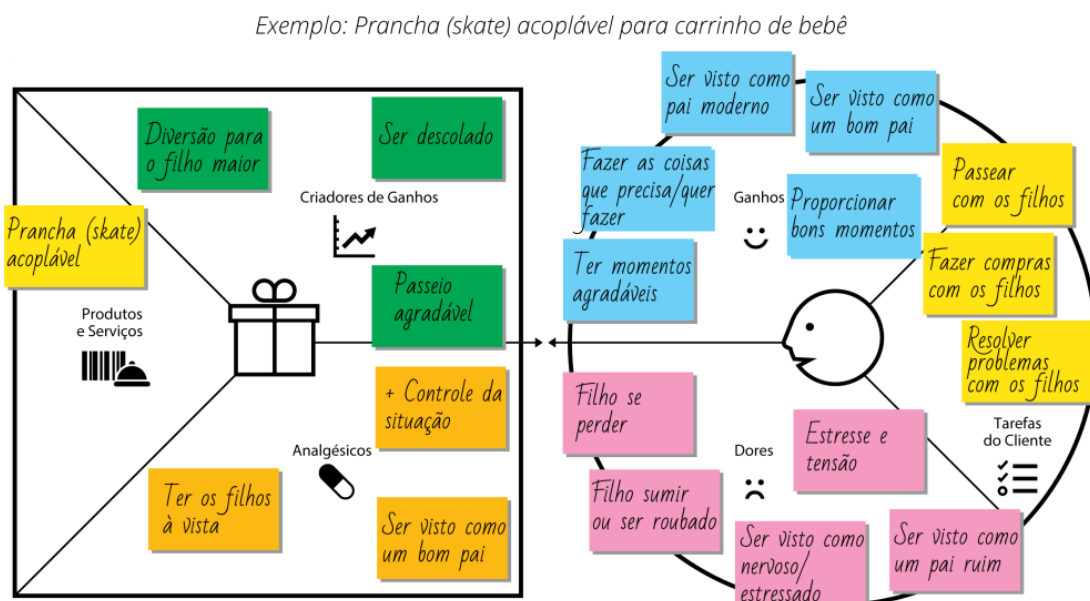 Exemplo: Prancha (skate) acoplável para carrinho de bebê
Diversão para
o filho maior
Ser descolado
Criadores de Ganhos
Prancha (skate)
acoplável
Passeio
agradável
Produtos
e Serviços
+ Controle da
situação
Analgésicos
Ter os filhos
à vista
Ser visto como
um bom pai
Ser visto como
pai moderno
Ser visto como
um bom pai
Fazer as coisas
que precisa/quer
fazer
Ganhos
Proporcionar
bons momentos
Ter momentos
agradáveis
Passear
com os filhos
Fazer compras
com os filhos
Resolver
problemas
com os filhos
Tarefas
do Cliente
Filho se
perder
Estresse e
tensão
Dores
Filho sumir
ou ser roubado
Ser visto como
nervoso/
estressado
Ser visto como
um pai ruim